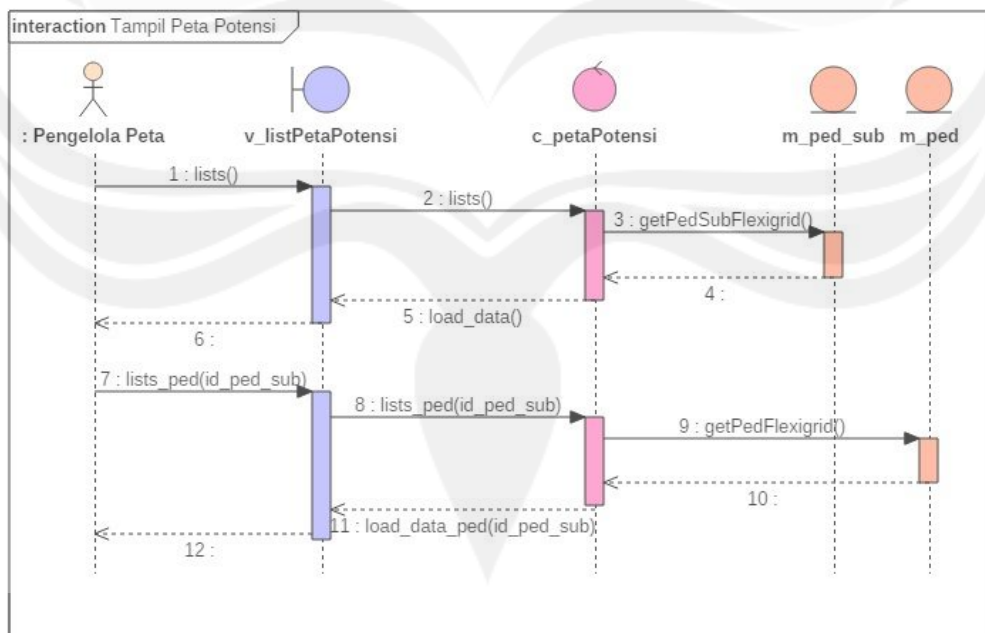 interaction Tampil Peta Potensi
: Pengelola Peta
v_listPetaPotensi
c_petaPotensi
m_ped_sub
m_ped
1 : lists()
2 : lists()
3 : getPedSubFlexigrid()
4 :
5 : load_data()
6 :
7 : lists_ped(id_ped_sub)
8 : lists_ped(id_ped_sub)
9 : getPedFlexigrid()
10 :
11 : load_data_ped(id_ped_sub)
12 :